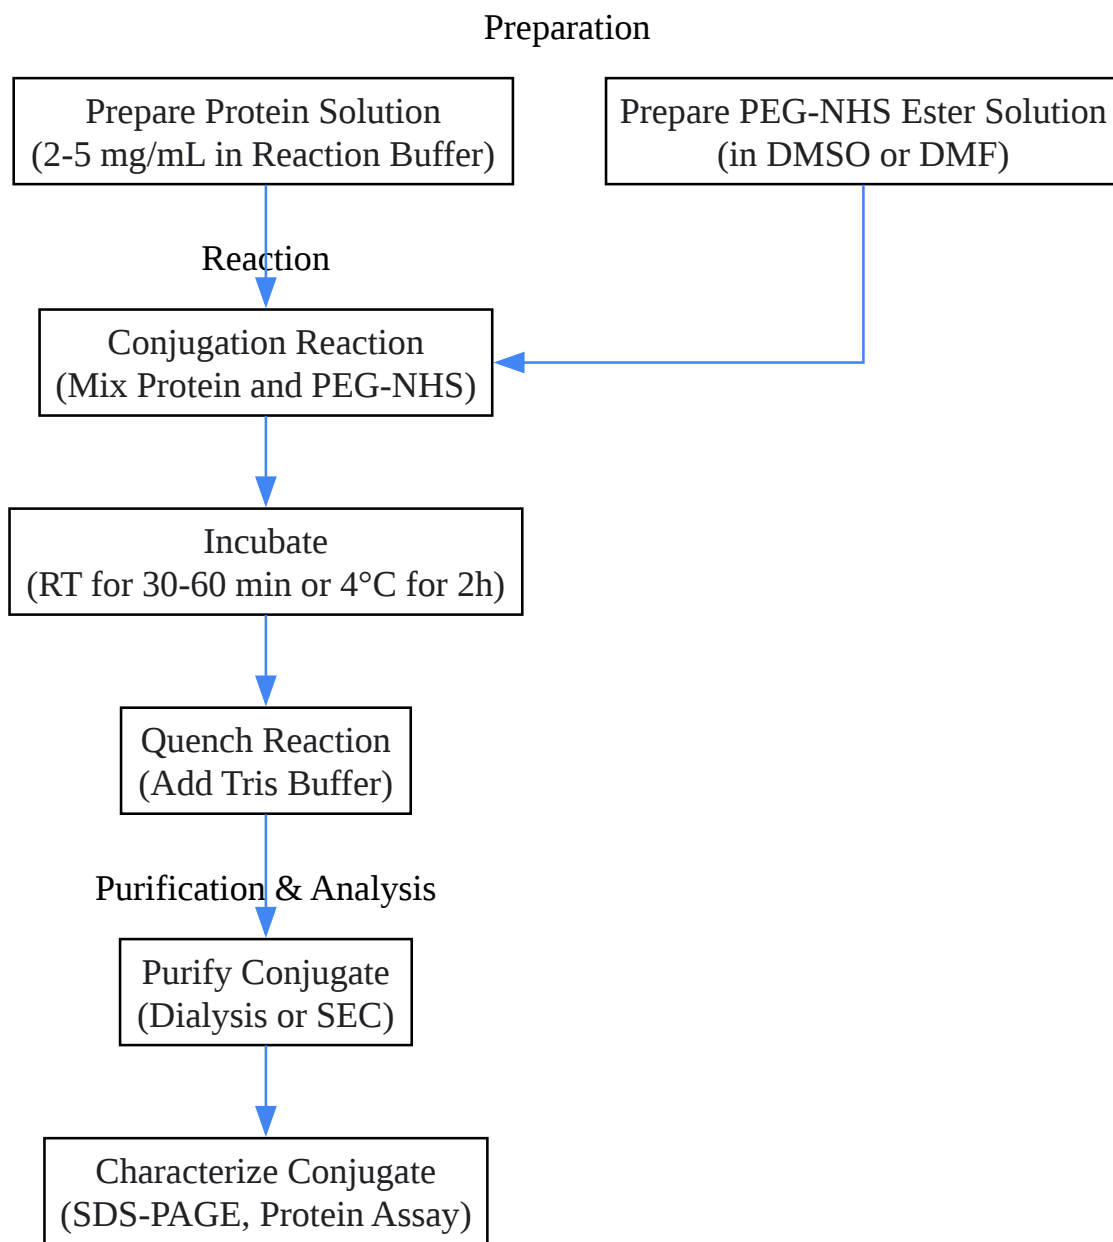 Preparation
Prepare Protein Solution
(2-5 mg/mL in Reaction Buffer)
Prepare PEG-NHS Ester Solution
(in DMSO or DMF)
Reaction
Conjugation Reaction
(Mix Protein and PEG-NHS)
Incubate
(RT for 30-60 min or 4°C for 2h)
Quench Reaction
(Add Tris Buffer)
Purification & Analysis
Purify Conjugate
(Dialysis or SEC)
Characterize Conjugate
(SDS-PAGE, Protein Assay)